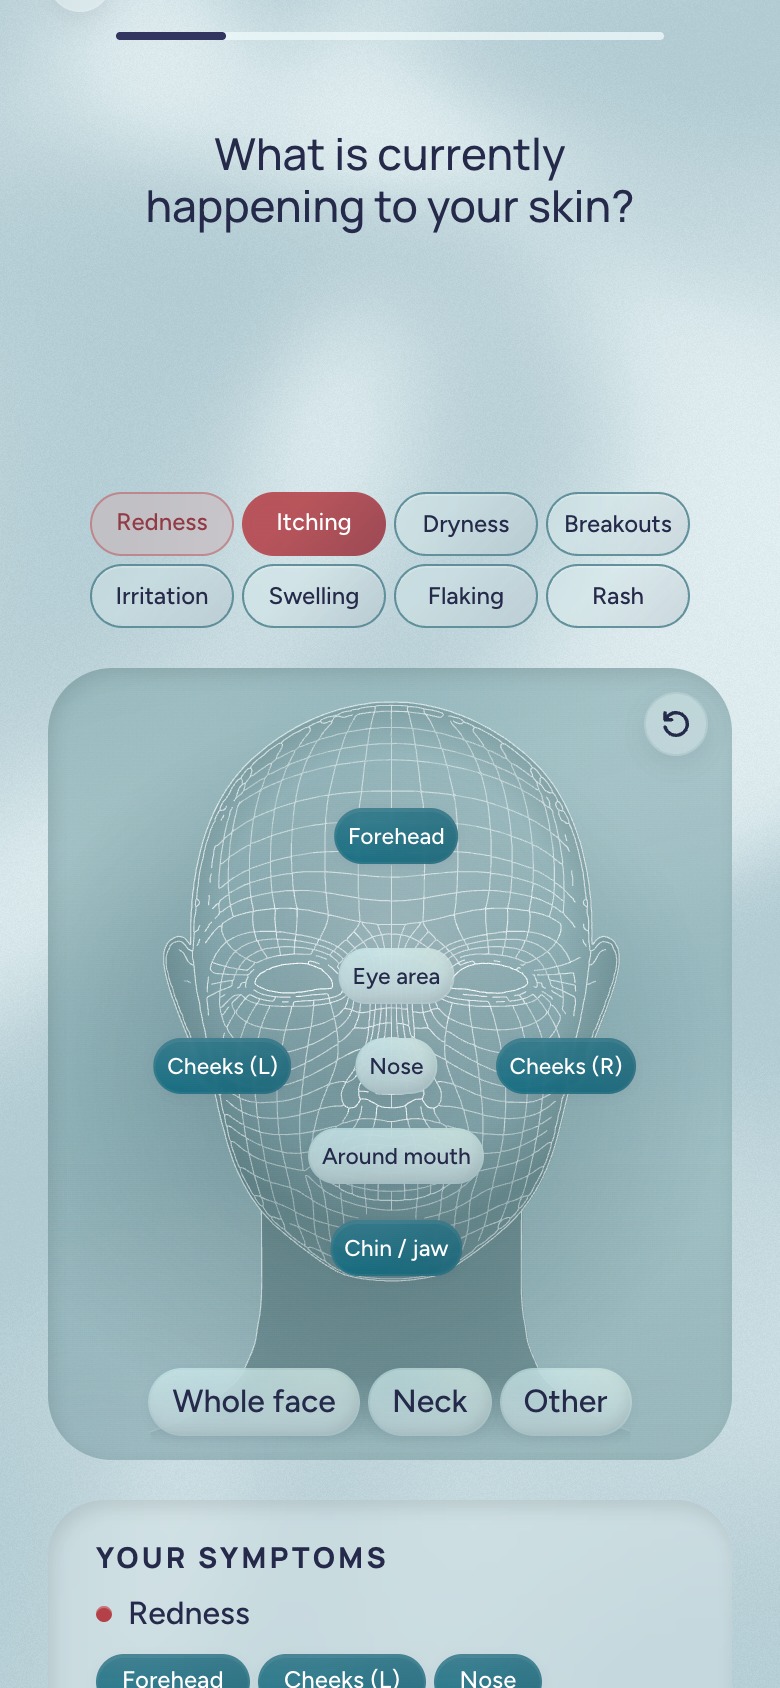 What is currently
happening to your skin?
Redness Itching Dryness Breakouts
Irritation Swelling Flaking Rash
Forehead
Eye area
Cheeks (L) Nose Cheeks (R)
Around mouth
Chin / jaw
Whole face Neck Other
YOUR SYMPTOMS
Redness
Forehead Cheeks (L) Nose